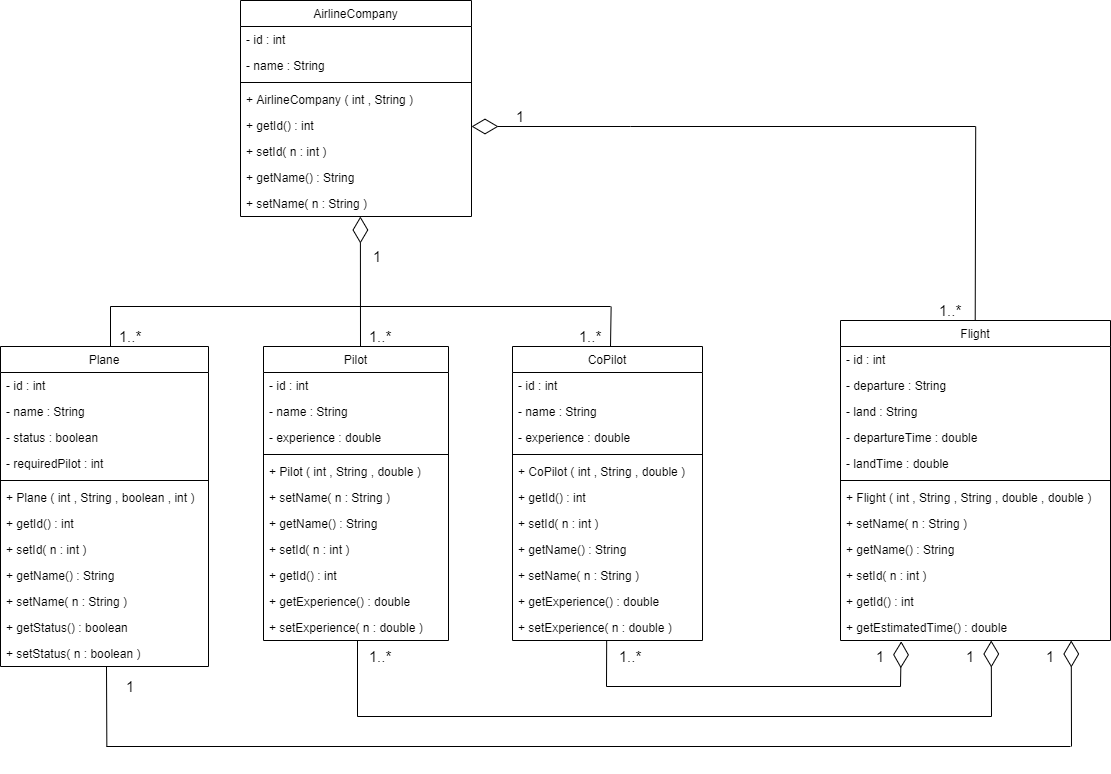 AirlineCompany
- id : int
- name : String
+ AirlineCompany ( int , String )
+ getId() : int
+ setId( n : int )
+ getName() : String
+ setName( n : String )
1
1
1..*
1..*
1..*
1..*
Plane
- id : int
- name : String
- status : boolean
- requiredPilot : int
+ Plane ( int , String , boolean , int )
+ getId() : int
+ setId( n : int )
+ getName() : String
+ setName( n : String )
+ getStatus() : boolean
+ setStatus( n : boolean )
Pilot
- id : int
- name : String
- experience : double
+ Pilot ( int , String , double )
+ setName( n : String )
+ getName() : String
+ setId( n : int )
+ getId() : int
+ getExperience() : double
+ setExperience( n : double )
CoPilot
- id : int
- name : String
- experience : double
+ CoPilot ( int , String , double )
+ getId() : int
+ setId( n : int )
+ getName() : String
+ setName( n : String )
+ getExperience() : double
+ setExperience( n : double )
Flight
- id : int
- departure : String
- land : String
- departureTime : double
- landTime : double
+ Flight ( int , String , String , double , double )
+ setName( n : String )
+ getName() : String
+ setId( n : int )
+ getId() : int
+ getEstimatedTime() : double
1
1..*
1..*
1
1
1